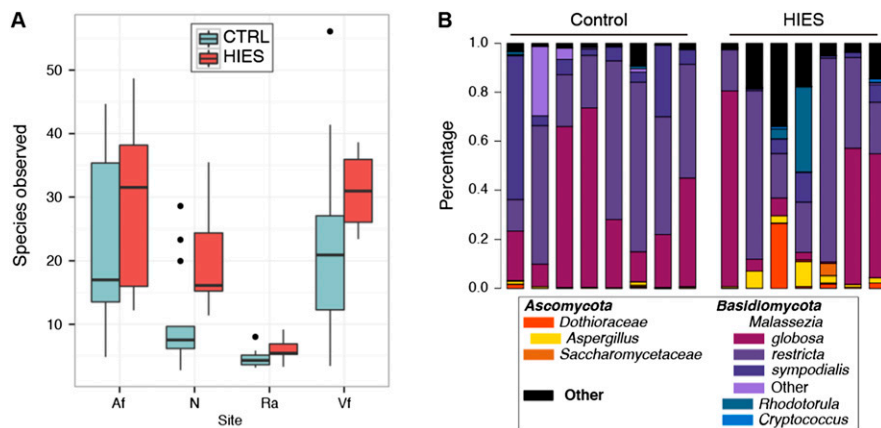 A
CTRL
HIES
Species observed
50
40
30
20
10
Af
N
Ra
Vf
Site
B
Control
HIES
Percentage
1.0
0.8
0.6
0.4
0.2
0.0
Ascomycota
Dothioraceae
Aspergillus
Saccharomycetaceae
Other
Basidiomycota
Malassezia
globosa
restricta
sympodialis
Other
Rhodotorula
Cryptococcus